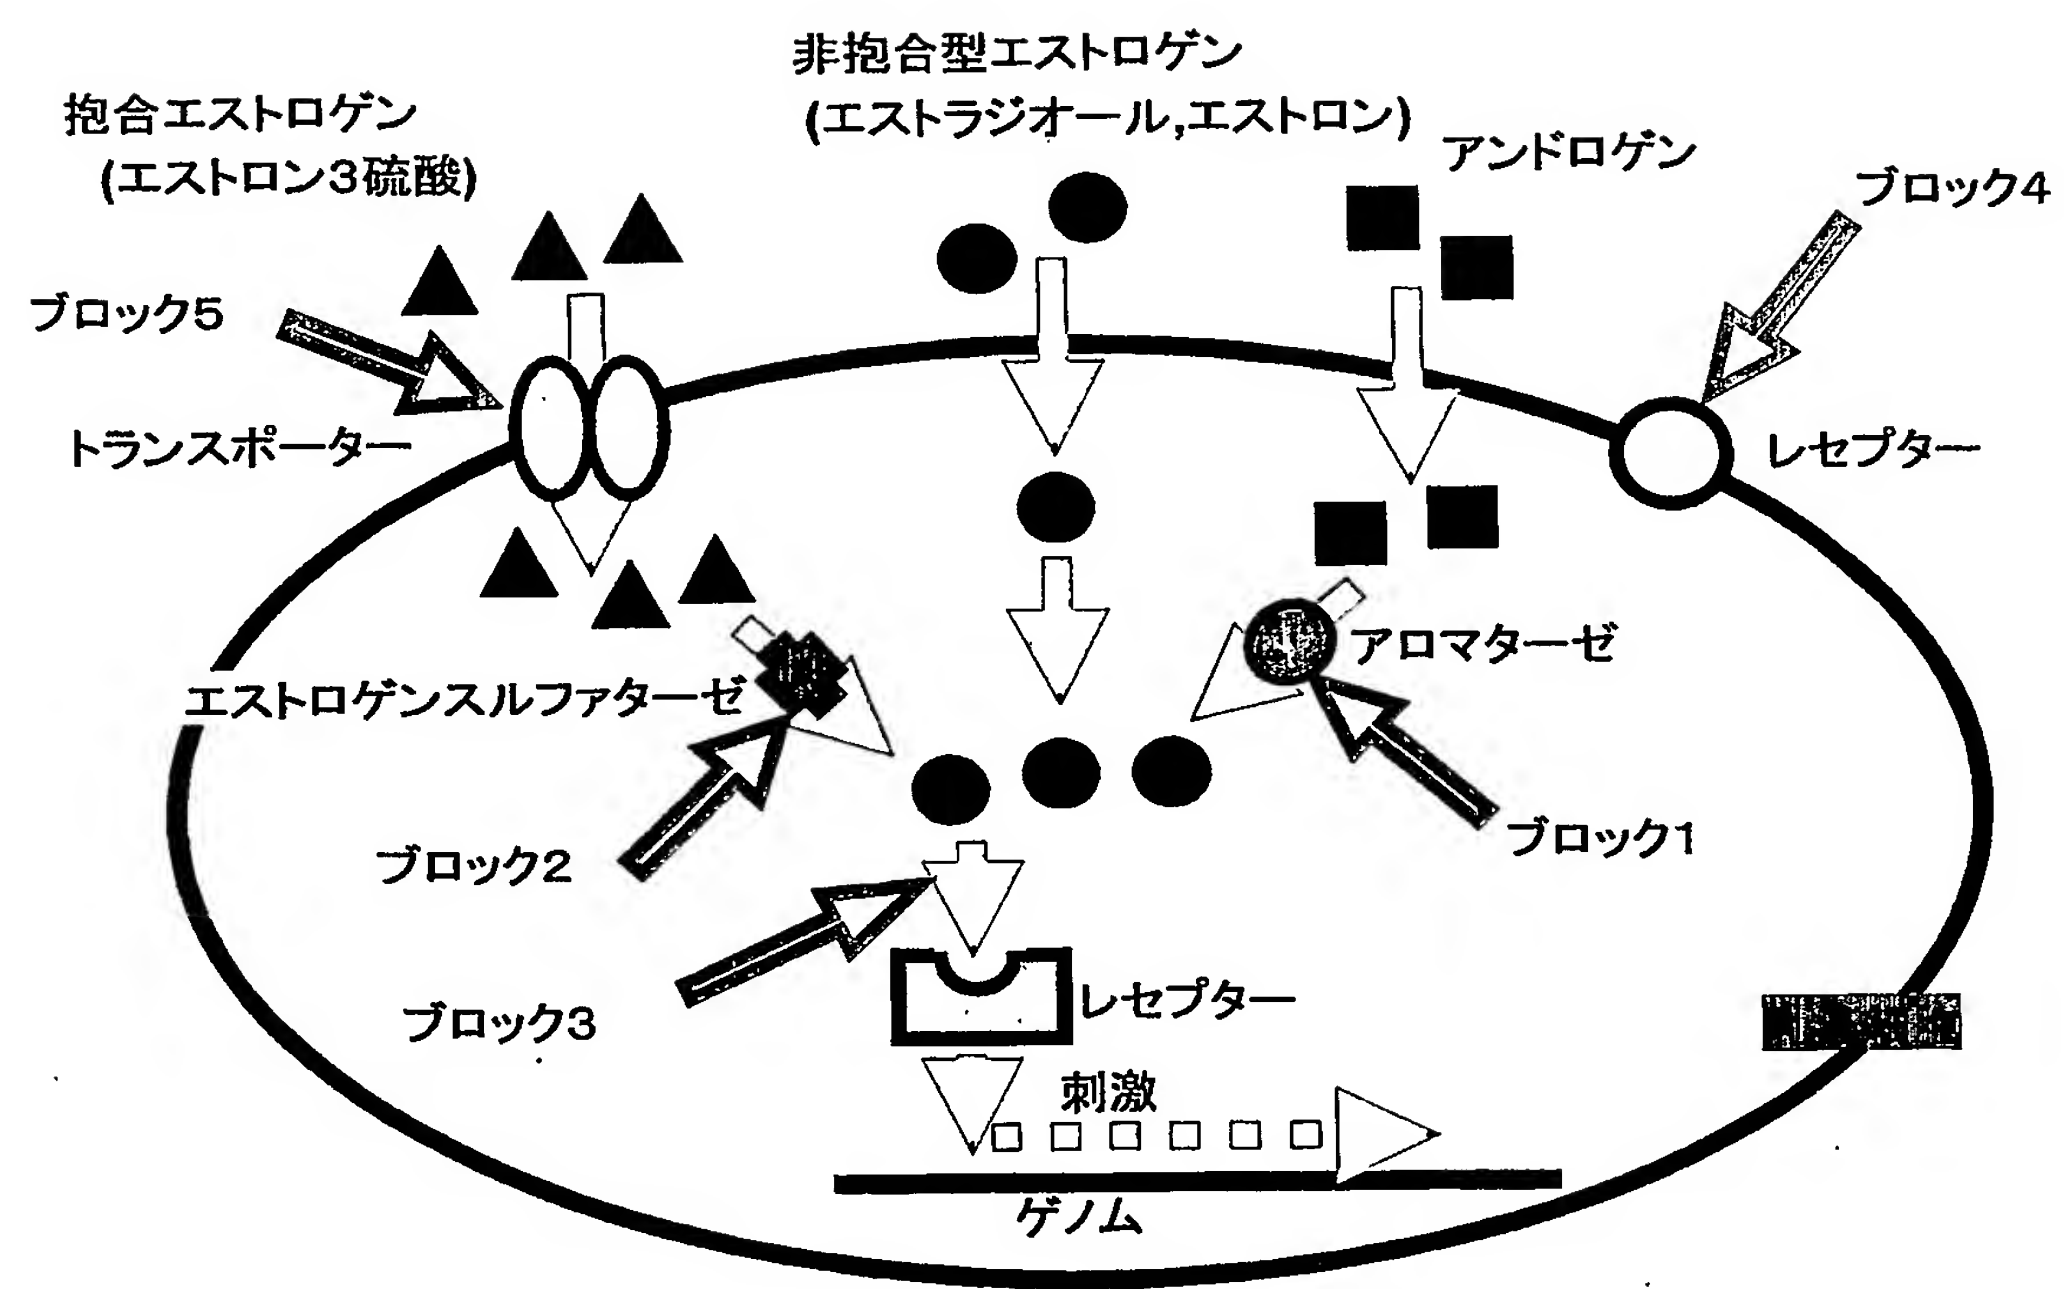 非抱合型エストロゲン
(エストラジオール,エストロン)
抱合エストロゲン
(エストロン3硫酸)
アンドロゲン
ブロック4
ブロック5
トランスポーター
レセプター
アロマターゼ
エストロゲンスルファターゼ
ブロック1
ブロック2
ブロック3
レセプター
刺激
ゲノム